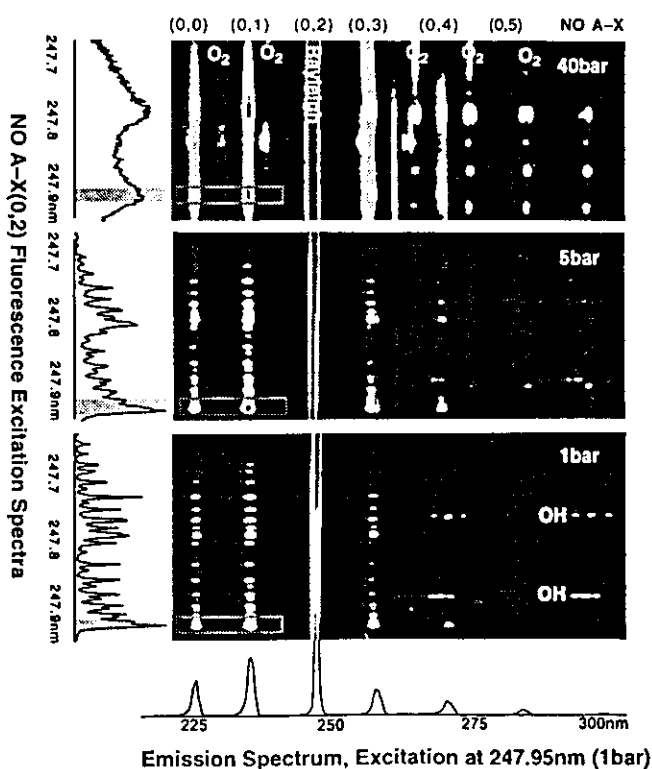 (0,0) (0,1) (0,2) (0,3) (0,4) (0,5) NO A-X
O2 O2 Rayleigh O2 O2 O2 40bar
247.7
247.8
247.9nm
5bar
247.7
247.8
247.9nm
1bar
247.7
247.8
247.9nm
OH
OH
NO A-X(0,2) Fluorescence Excitation Spectra
225 250 275 300nm
Emission Spectrum, Excitation at 247.95nm (1bar)